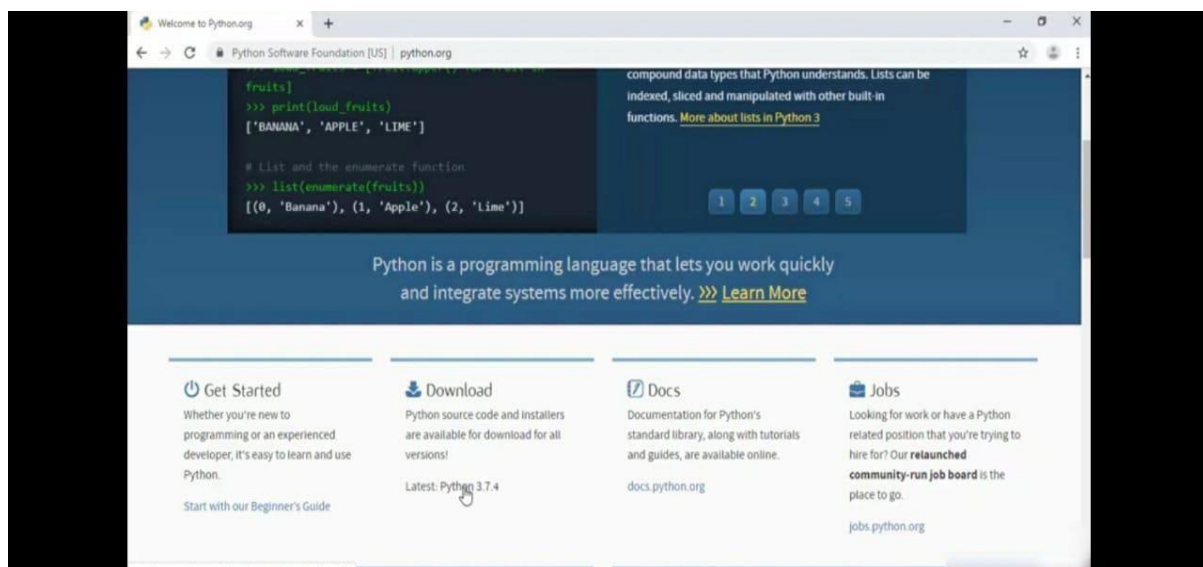 Welcome to Python.org
Python Software Foundation [US] | python.org
fruits]
>>> print(loud_fruits)
['BANANA', 'APPLE', 'LIME']
# List and the enumerate function
>>> list(enumerate(fruits))
[(0, 'Banana'), (1, 'Apple'), (2, 'Lime')]
compound data types that Python understands. Lists can be
indexed, sliced and manipulated with other built-in
functions. More about lists in Python 3
1 2 3 4 5
Python is a programming language that lets you work quickly
and integrate systems more effectively. >>> Learn More
Get Started
Whether you're new to
programming or an experienced
developer, it's easy to learn and use
Python.
Start with our Beginner's Guide
Download
Python source code and installers
are available for download for all
versions!
Latest: Python 3.7.4
Docs
Documentation for Python's
standard library, along with tutorials
and guides, are available online.
docs.python.org
Jobs
Looking for work or have a Python
related position that you're trying to
hire for? Our relaunched
community-run job board is the
place to go.
jobs.python.org